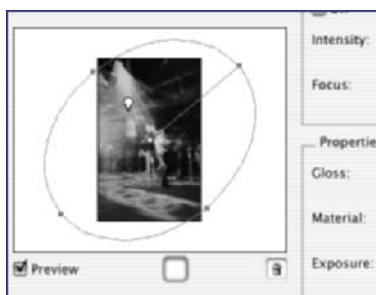 Intensity:
Focus:
Propertie
Gloss:
Material:
Exposure:
Preview